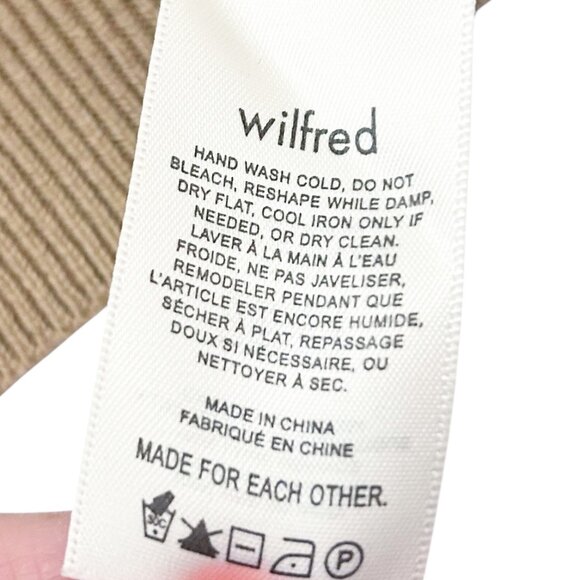 wilfred
HAND WASH COLD, DO NOT
BLEACH, RESHAPE WHILE DAMP,
DRY FLAT, COOL IRON ONLY IF
NEEDED, OR DRY CLEAN.
LAVER À LA MAIN À L'EAU
FROIDE, NE PAS JAVELISER,
REMODELER PENDANT QUE
L'ARTICLE EST ENCORE HUMIDE,
SÉCHER À PLAT, REPASSAGE
DOUX SI NÉCESSAIRE, OU
NETTOYER À SEC.
MADE IN CHINA
FABRIQUÉ EN CHINE
MADE FOR EACH OTHER.
30C P